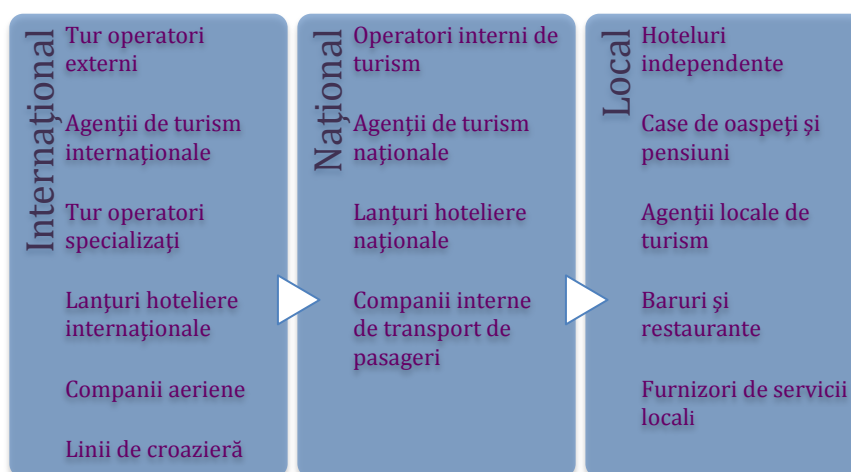 Internaţional
Tur operatori
externi
Agenţii de turism
internaţionale
Tur operatori
specializaţi
Lanţuri hoteliere
internaţionale
Companii aeriene
Linii de croazieră
Naţional
Operatori interni de
turism
Agenţii de turism
naţionale
Lanţuri hoteliere
naţionale
Companii interne
de transport de
pasageri
Local
Hoteluri
independente
Case de oaspeţi şi
pensiuni
Agenţii locale de
turism
Baruri şi
restaurante
Furnizori de servicii
locali